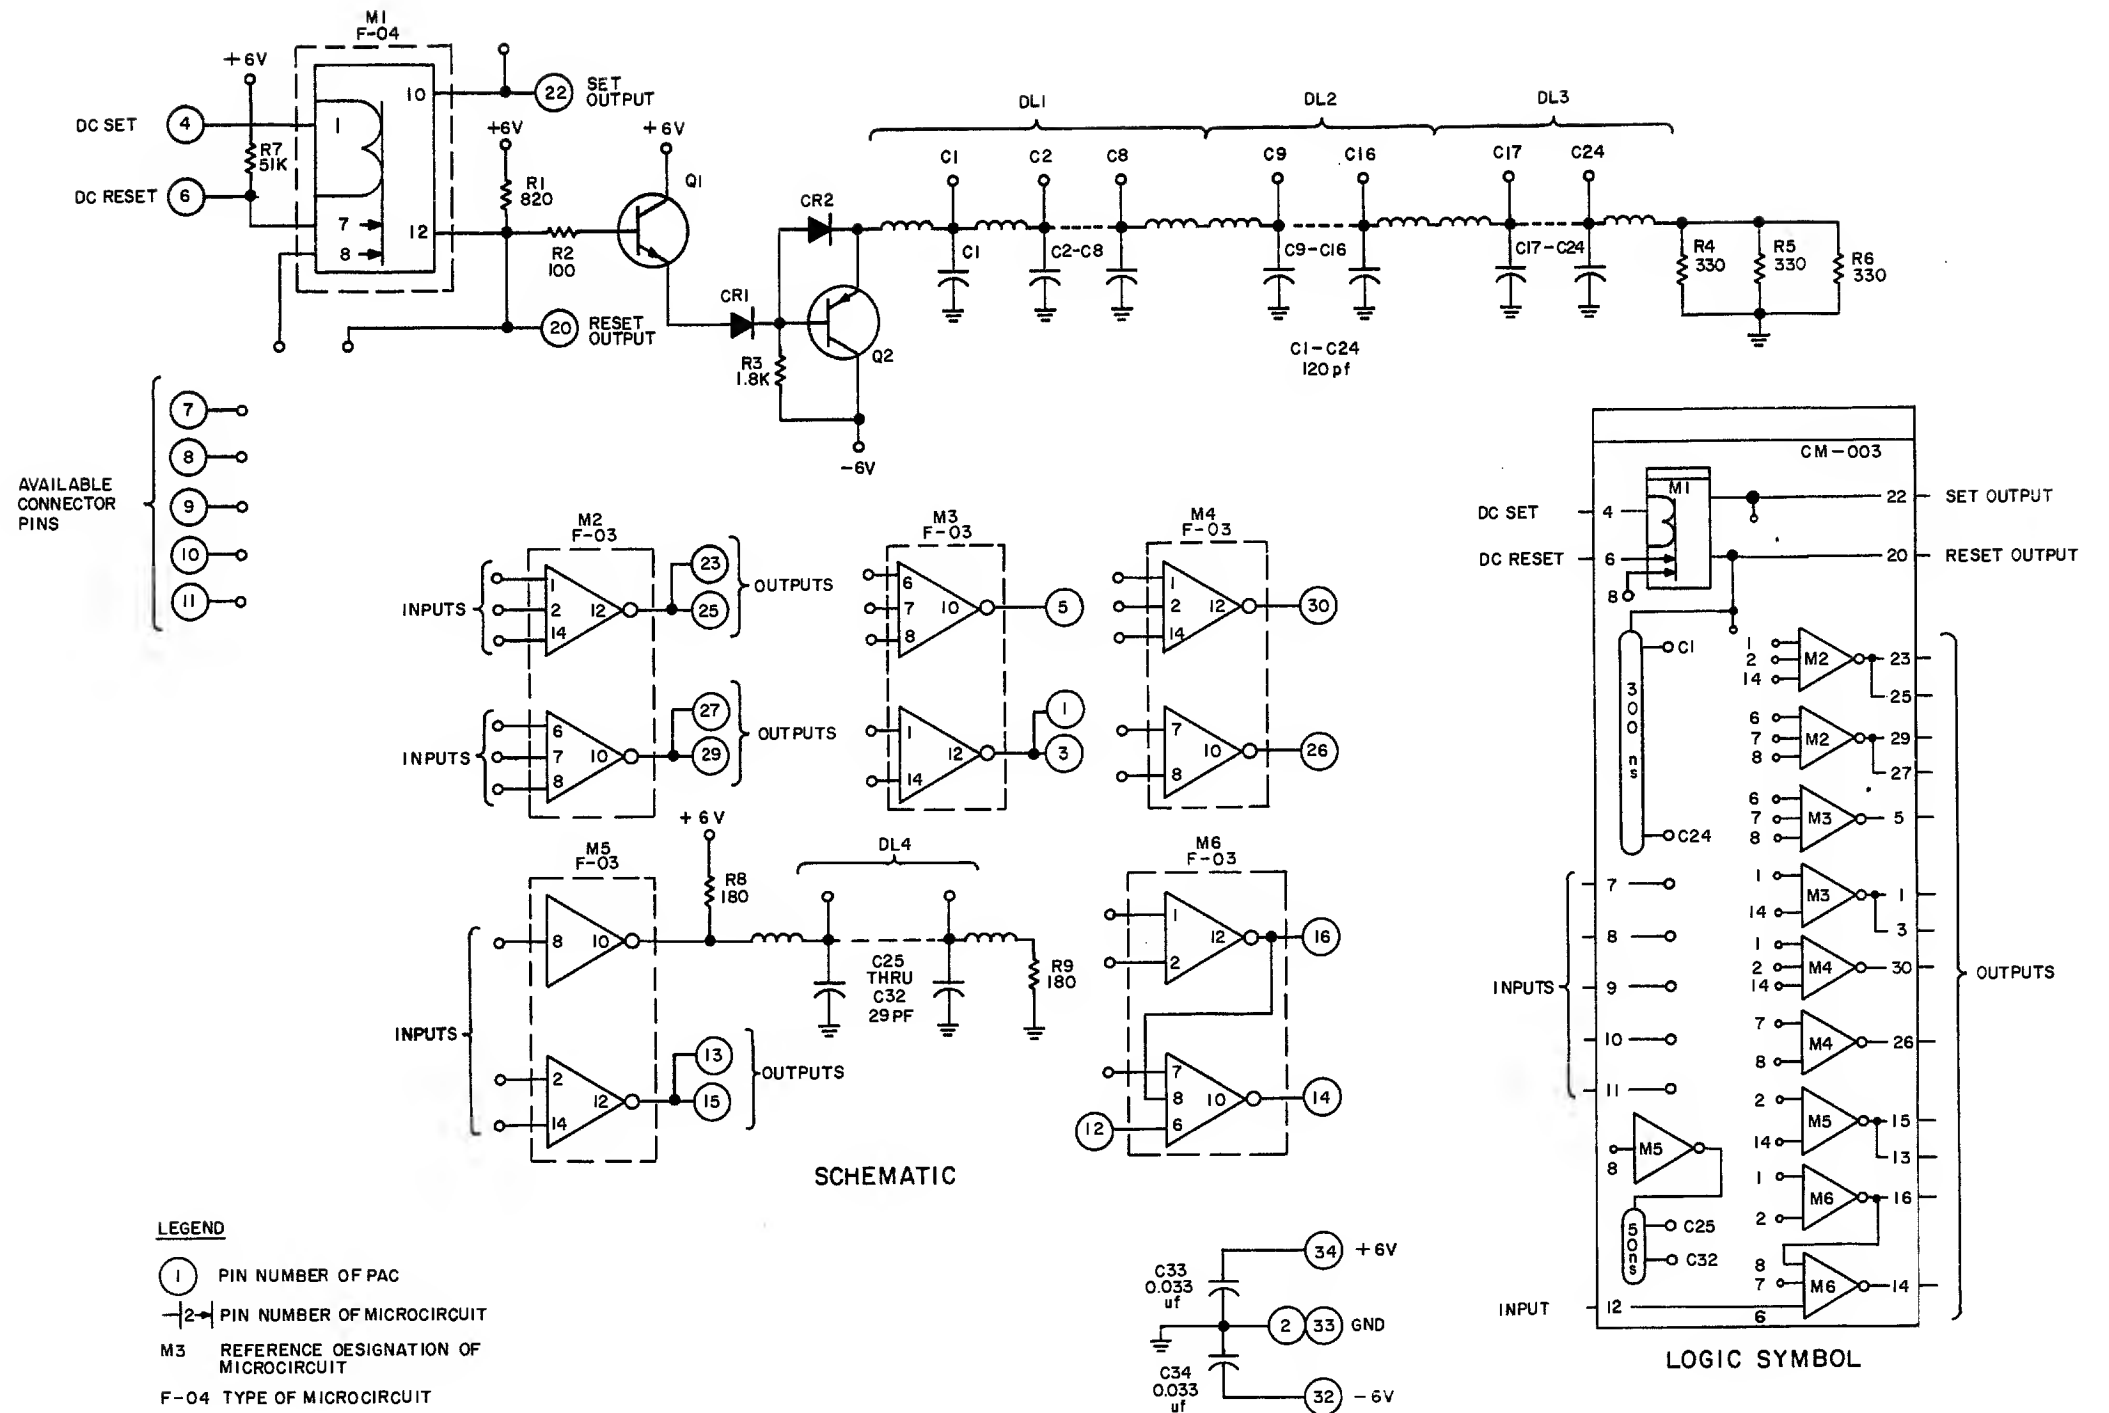 M1
F-04
+6V
DC SET
4
R7
51K
DC RESET
6
1
7
8
10
12
22
SET
OUTPUT
+6V
R1
820
R2
100
20
RESET
OUTPUT
+6V
Q1
CR1
R3
1.8K
CR2
Q2
-6V
DL1
DL2
DL3
C1
C2
C8
C9
C16
C17
C24
C1
C2-C8
C9-C16
C17-C24
C1-C24
120pf
R4
330
R5
330
R6
330
AVAILABLE
CONNECTOR
PINS
7
8
9
10
11
M2
F-03
INPUTS
1
2
14
12
23
25
OUTPUTS
INPUTS
6
7
8
10
27
29
OUTPUTS
M3
F-03
6
7
8
10
5
1
14
12
1
3
M4
F-03
1
2
14
12
30
7
8
10
26
M5
F-03
INPUTS
8
10
+6V
R8
180
DL4
C25
THRU
C32
29PF
R9
180
2
14
12
13
15
OUTPUTS
M6
F-03
1
2
12
16
7
8
6
10
12
14
SCHEMATIC
LEGEND
1 PIN NUMBER OF PAC
2 PIN NUMBER OF MICROCIRCUIT
M3 REFERENCE OESIGNATION OF
MICROCIRCUIT
F-04 TYPE OF MICROCIRCUIT
C33
0.033
uf
34 +6V
2 33 GND
C34
0.033
uf
32 -6V
CM-003
M1
DC SET
4
DC RESET
6
8
22 SET OUTPUT
20 RESET OUTPUT
C1
300 ns
C24
1
2
14
M2
23
25
6
7
8
M2
29
27
6
7
8
M3
5
1
14
M3
1
3
1
2
14
M4
30
7
8
M4
26
2
14
M5
15
13
1
2
M6
16
8
7
6
M6
14
OUTPUTS
INPUTS
7
8
9
10
11
8
M5
50ns
C25
C32
INPUT
12
LOGIC SYMBOL